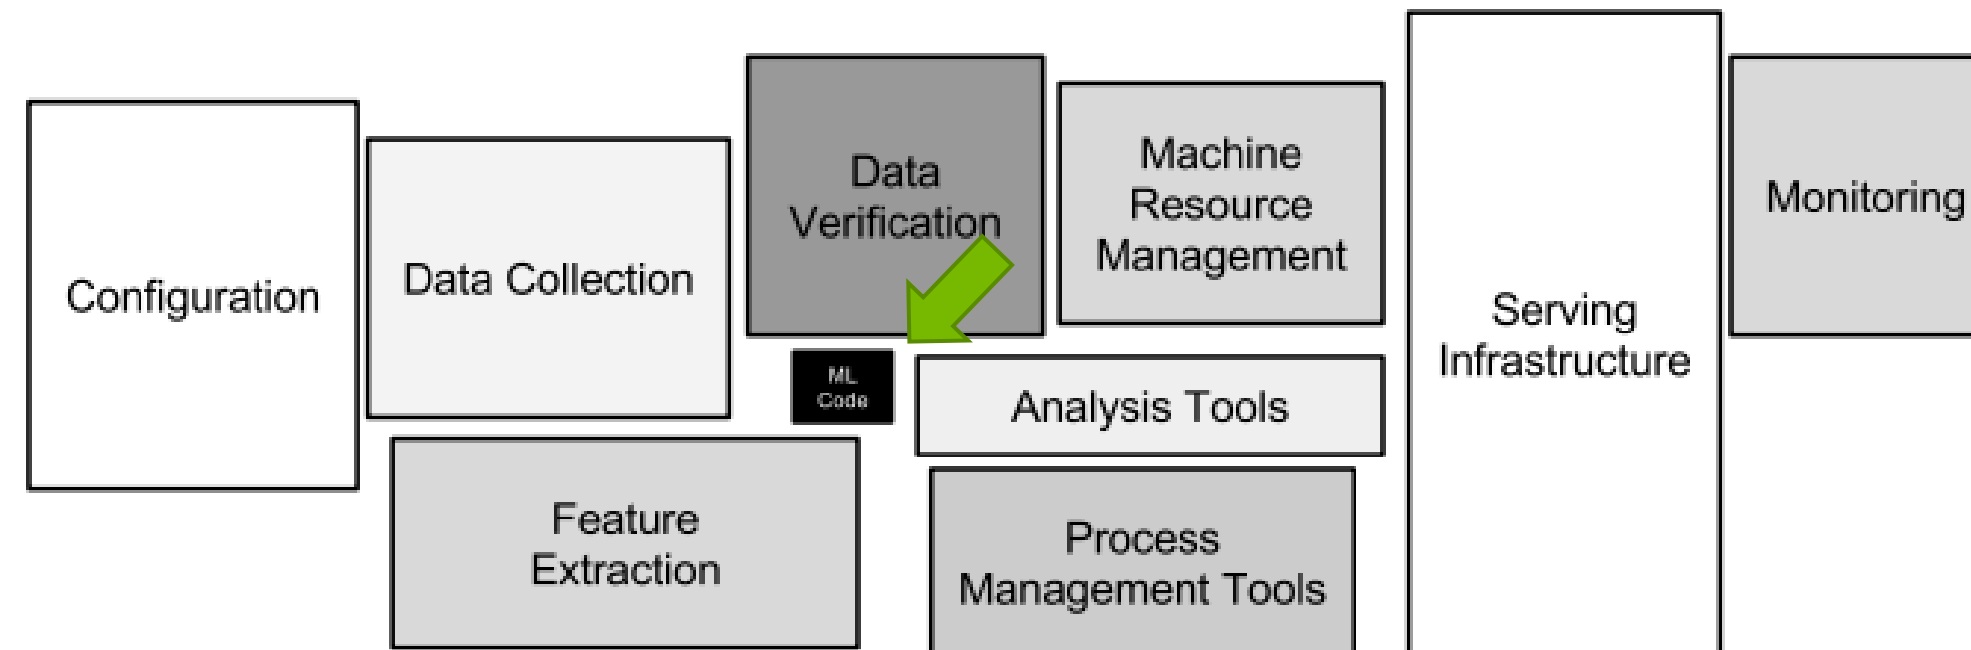 Configuration
Data Collection
Data
Verification
Machine
Resource
Management
Serving
Infrastructure
Monitoring
ML
Code
Analysis Tools
Feature
Extraction
Process
Management Tools